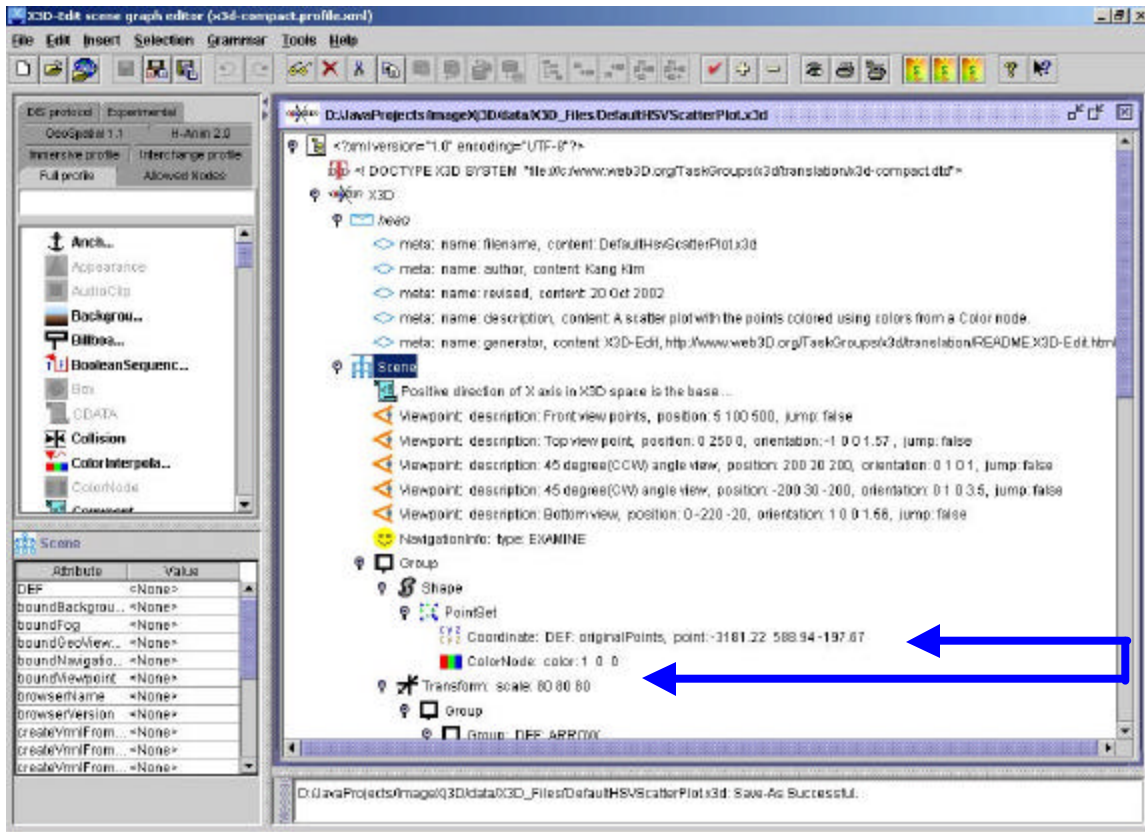 X3D-Edit scene graph editor (x3d-compact.profile.xml)
File Edit Insert Selection Grammar Tools Help
DIS protocol Experimental
GeoSpatial 1.1 H-Anim 2.0
Immersive profile Interchange profile
Full profile Allowed Nodes
Anch...
Appearance
AudioClip
Backgrou...
Billboa...
BooleanSequenc...
Box
CDATA
Collision
ColorInterpola...
ColorNode
Comment
Scene
Attribute Value
DEF <None>
boundBackgrou... <None>
boundFog <None>
boundGeoView... <None>
boundNavigatio... <None>
boundViewpoint <None>
browserName <None>
browserVersion <None>
createVrmlFrom... <None>
createVrmlFrom... <None>
createVrmlFrom... <None>
D:/JavaProjects/ImageXj3D/data/X3D_Files/DefaultHSVScatterPlot.x3d
<?xml version="1.0" encoding="UTF-8"?>
<! DOCTYPE X3D SYSTEM "file:///c:/www.web3D.org/TaskGroups/x3d/translation/x3d-compact.dtd">
X3D
head
meta: name: filename, content: DefaultHsvScatterPlot.x3d
meta: name: author, content: Kang Kim
meta: name: revised, content: 20 Oct 2002
meta: name: description, content: A scatter plot with the points colored using colors from a Color node.
meta: name: generator, content: X3D-Edit, http://www.web3D.org/TaskGroups/x3d/translation/README.X3D-Edit.html
Scene
Positive direction of X axis in X3D space is the base...
Viewpoint: description: Front view points, position: 5 100 500, jump: false
Viewpoint: description: Top view point, position: 0 250 0, orientation: -1 0 0 1.57 , jump: false
Viewpoint: description: 45 degree(CCW) angle view, position: 200 30 200, orientation: 0 1 0 1, jump: false
Viewpoint: description: 45 degree(CW) angle view, position: -200 30 -200, orientation: 0 1 0 3.5, jump: false
Viewpoint: description: Bottom view, position: 0 -220 -20, orientation: 1 0 0 1.56, jump: false
NavigationInfo: type: EXAMINE
Group
Shape
PointSet
Coordinate: DEF: originalPoints, point: -3181.22 588.94 -197.67
ColorNode: color: 1 0 0
Transform: scale: 80 80 80
Group
Group: DEF: ARROW
D:/JavaProjects/ImageXj3D/data/X3D_Files/DefaultHSVScatterPlot.x3d: Save-As Successful.